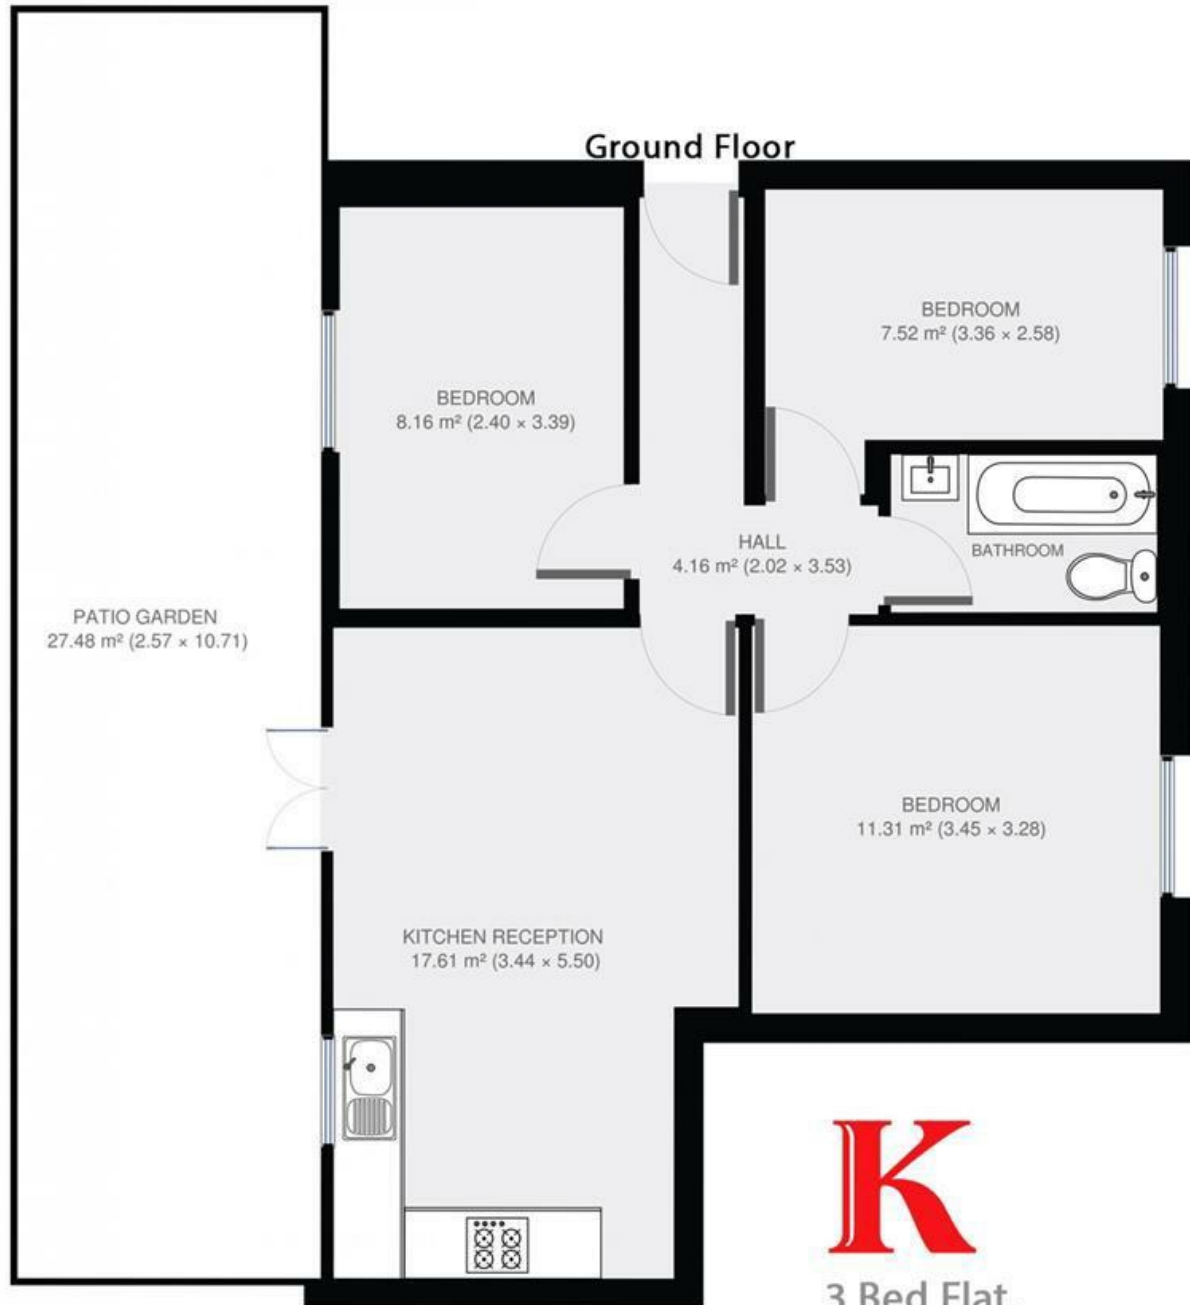 Ground Floor
BEDROOM
7.52 m² (3.36 × 2.58)
BEDROOM
8.16 m² (2.40 × 3.39)
HALL
4.16 m² (2.02 × 3.53)
BATHROOM
PATIO GARDEN
27.48 m² (2.57 × 10.71)
BEDROOM
11.31 m² (3.45 × 3.28)
KITCHEN RECEPTION
17.61 m² (3.44 × 5.50)
K
3 Bed Flat